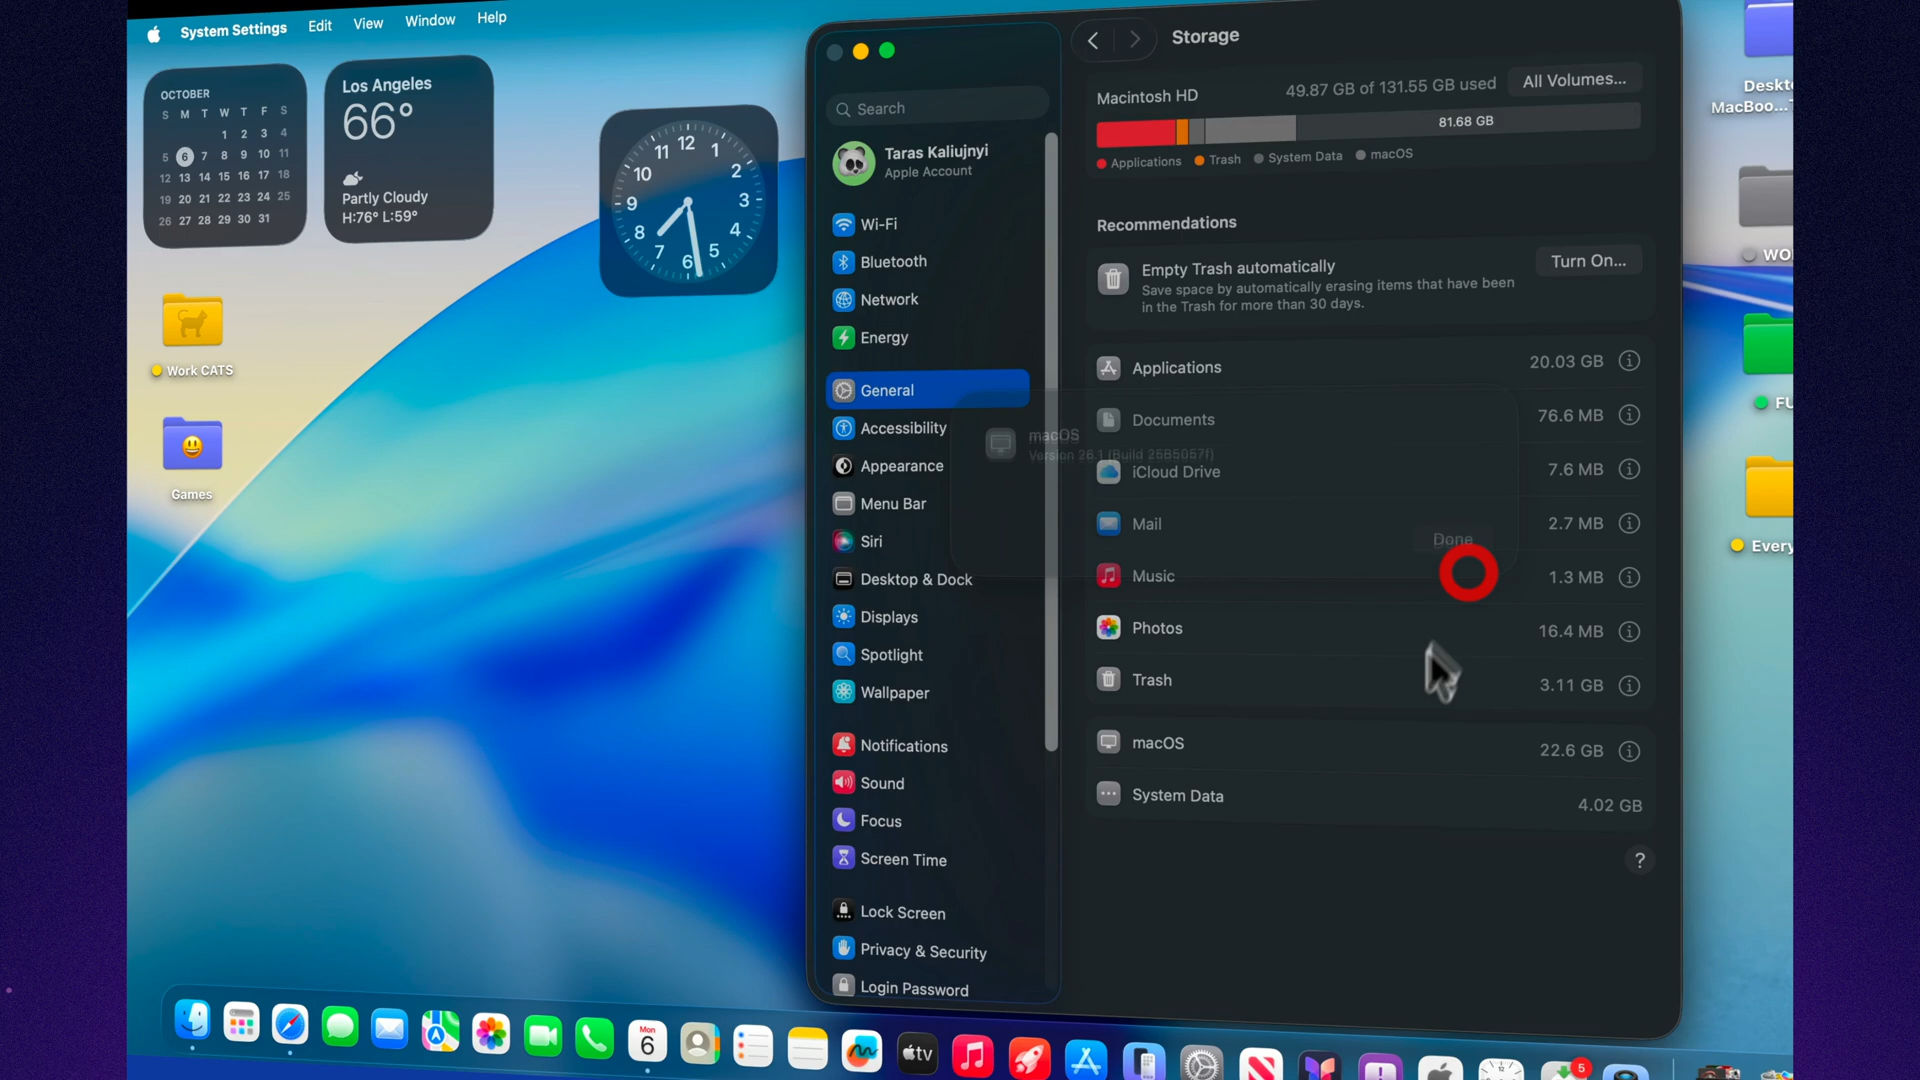 System Settings Edit View Window Help
OCTOBER
S M T W T F S
1 2 3 4
5 6 7 8 9 10 11
12 13 14 15 16 17 18
19 20 21 22 23 24 25
26 27 28 29 30 31
Los Angeles
66°
Partly Cloudy
H:76° L:59°
12 1 2 3 4 5 6 7 8 9 10 11
Work CATS
Games
Search
Taras Kaliujnyi
Apple Account
Wi-Fi
Bluetooth
Network
Energy
General
Accessibility
Appearance
Menu Bar
Siri
Desktop & Dock
Displays
Spotlight
Wallpaper
Notifications
Sound
Focus
Screen Time
Lock Screen
Privacy & Security
Login Password
Storage
Macintosh HD
49.87 GB of 131.55 GB used
All Volumes...
81.68 GB
Applications Trash System Data macOS
Recommendations
Empty Trash automatically
Save space by automatically erasing items that have been
in the Trash for more than 30 days.
Turn On...
Applications 20.03 GB
Documents 76.6 MB
macOS
Version 26.1 (Build 25B5057f)
iCloud Drive 7.6 MB
Mail 2.7 MB
Done
Music 1.3 MB
Photos 16.4 MB
Trash 3.11 GB
macOS 22.6 GB
System Data 4.02 GB
?
Deskto
MacBoo...
WO
FU
Every
Mon
6
tv
5